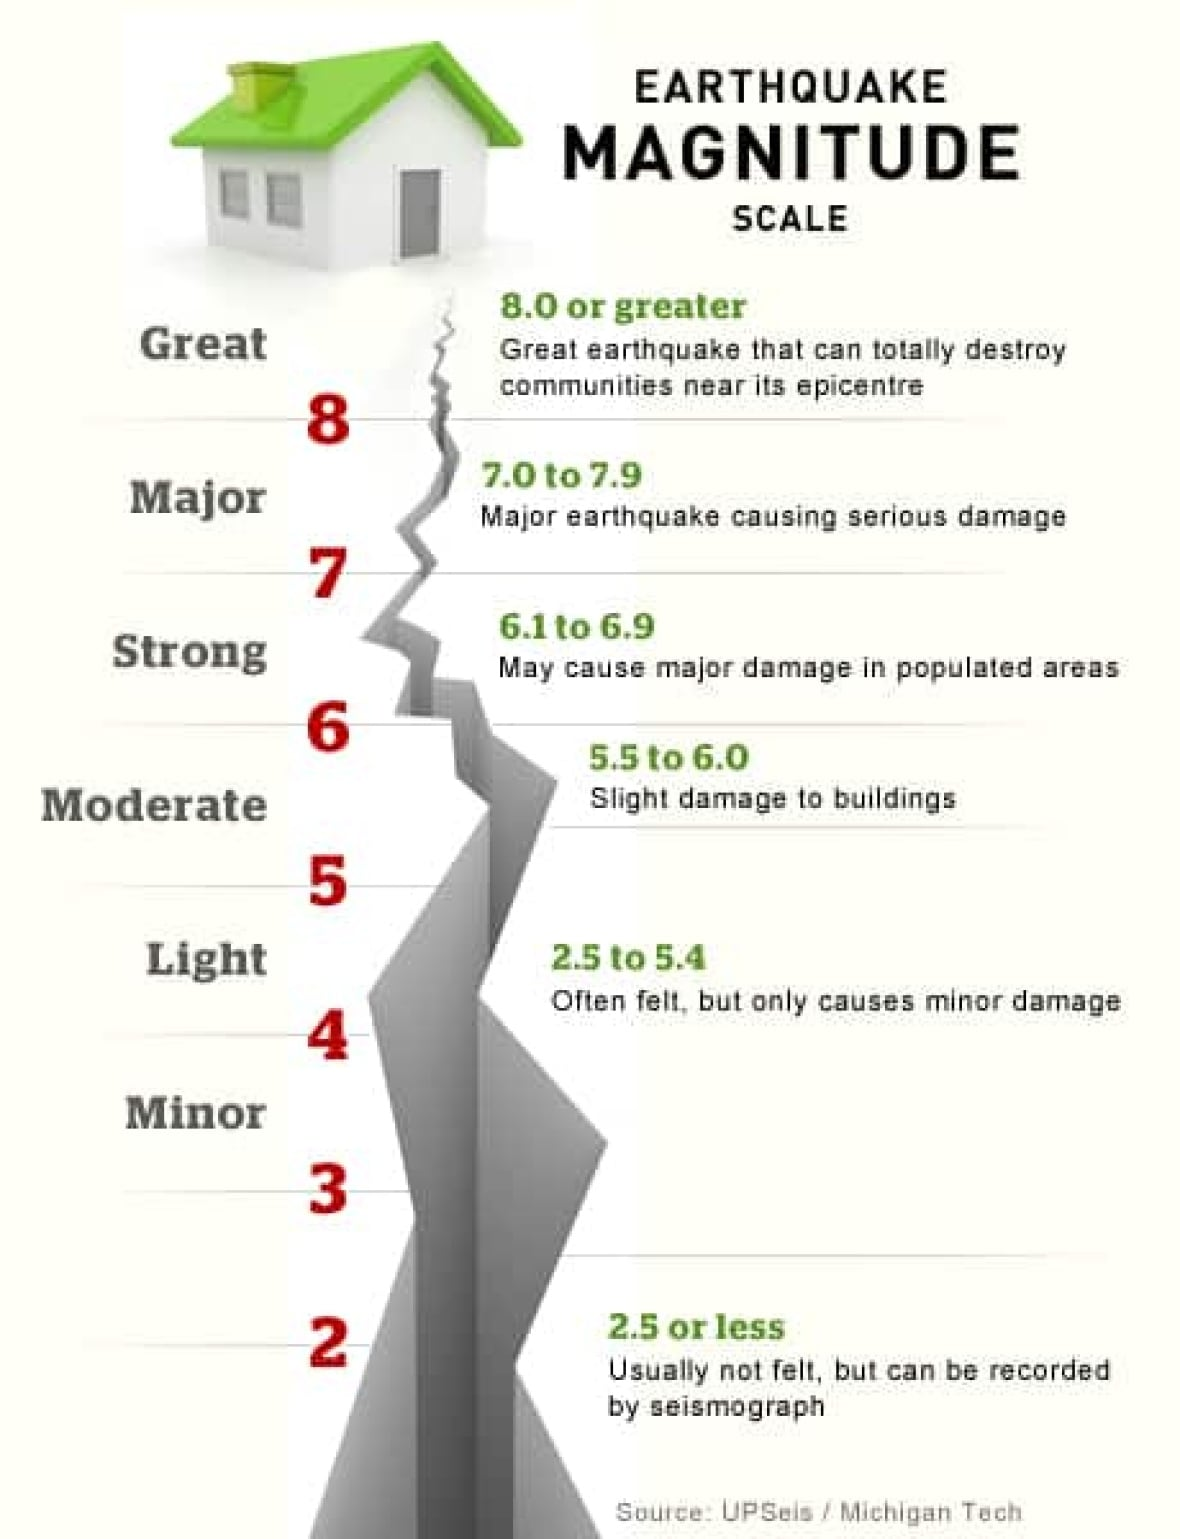 EARTHQUAKE
MAGNITUDE
SCALE
Great
8.0 or greater
Great earthquake that can totally destroy
communities near its epicentre
8
Major
7.0 to 7.9
Major earthquake causing serious damage
7
Strong
6.1 to 6.9
May cause major damage in populated areas
6
Moderate
5.5 to 6.0
Slight damage to buildings
5
Light
2.5 to 5.4
Often felt, but only causes minor damage
4
Minor
3
2
2.5 or less
Usually not felt, but can be recorded
by seismograph
Source: UPSeis / Michigan Tech